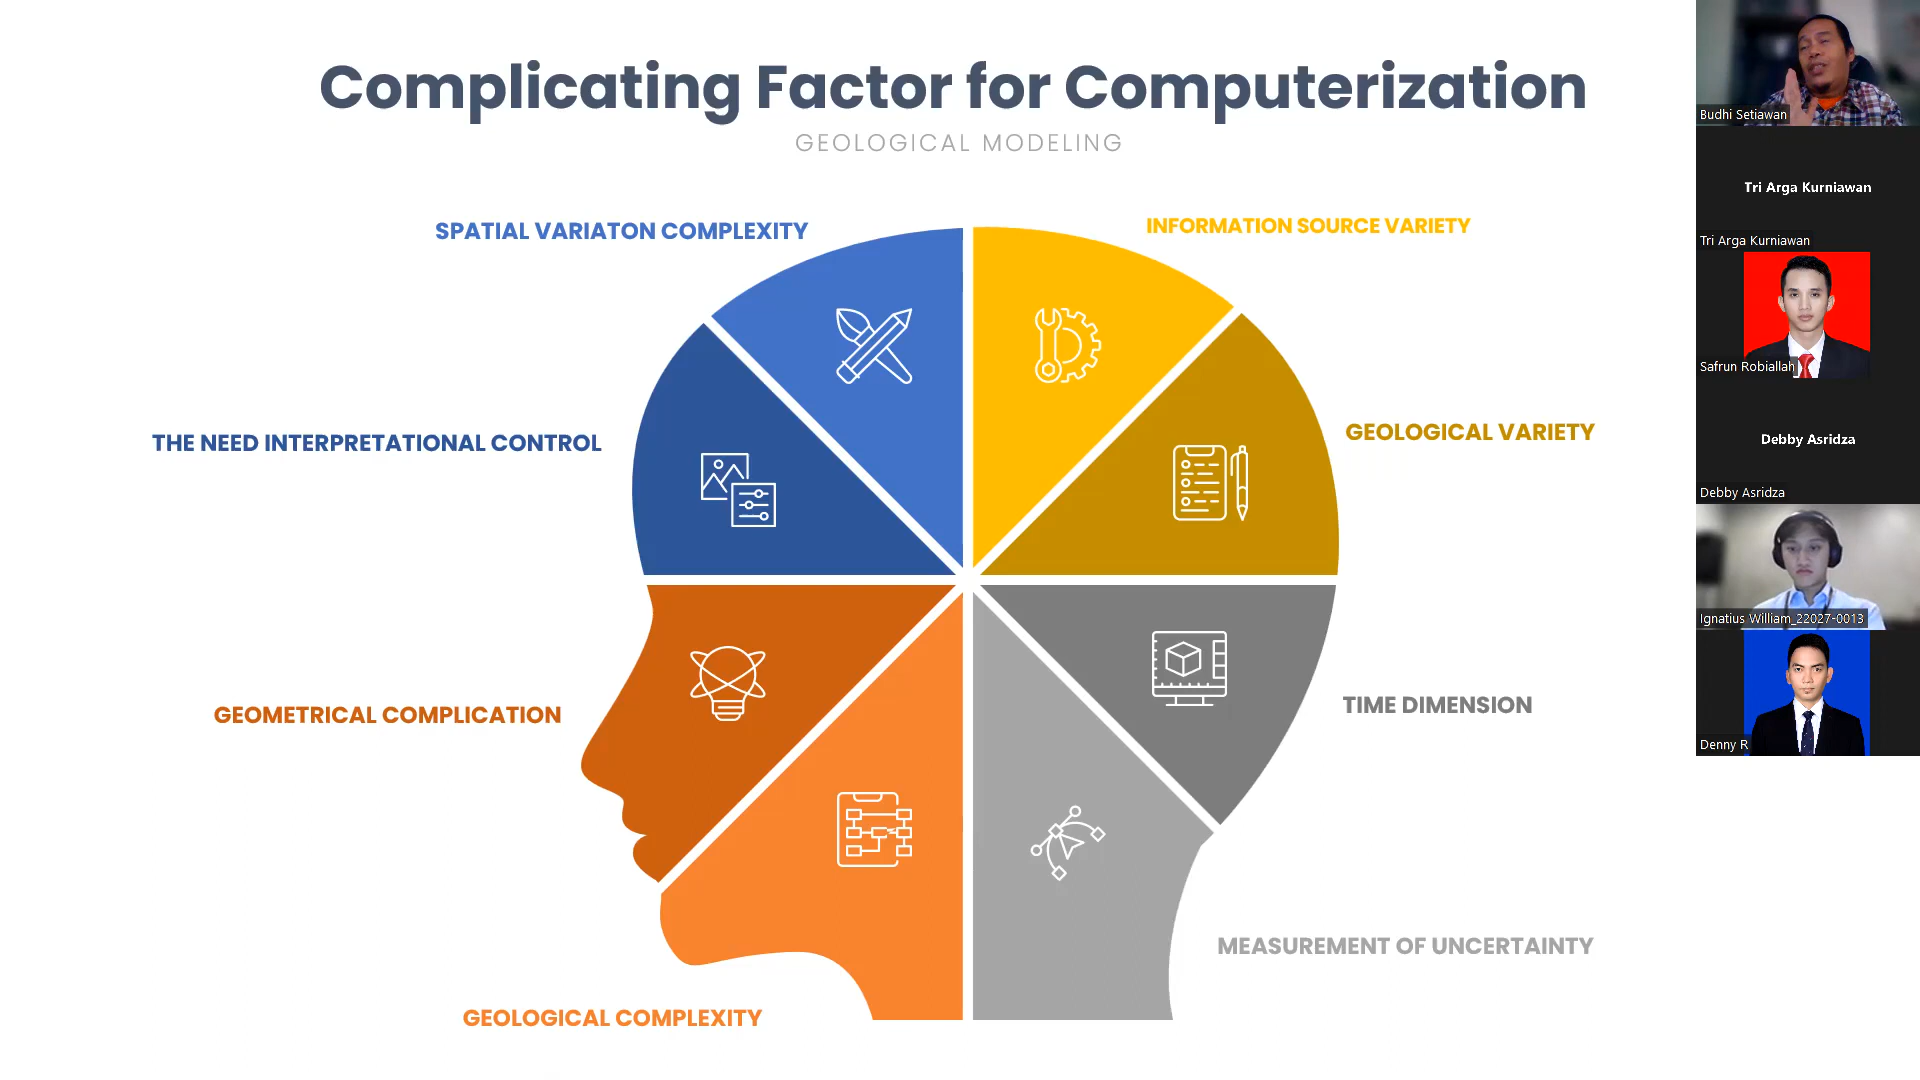 Complicating Factor for Computerization
GEOLOGICAL MODELING
SPATIAL VARIATON COMPLEXITY
INFORMATION SOURCE VARIETY
THE NEED INTERPRETATIONAL CONTROL
GEOLOGICAL VARIETY
GEOMETRICAL COMPLICATION
TIME DIMENSION
MEASUREMENT OF UNCERTAINTY
GEOLOGICAL COMPLEXITY
Budhi Setiawan
Tri Arga Kurniawan
Tri Arga Kurniawan
Safrun Robiallah
Debby Asridza
Debby Asridza
Ignatius William_22027-0013
Denny R